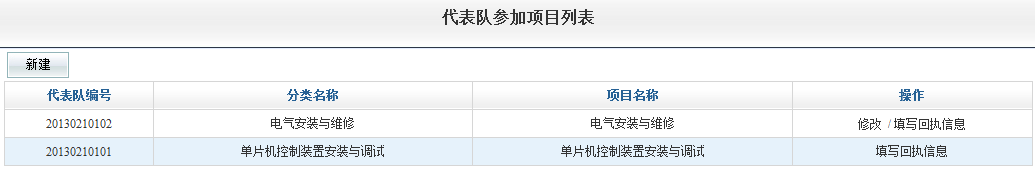 代表队参加项目列表
新建
代表队编号 分类名称 项目名称 操作
20130210102 电气安装与维修 电气安装与维修 修改 / 填写回执信息
20130210101 单片机控制装置安装与调试 单片机控制装置安装与调试 填写回执信息